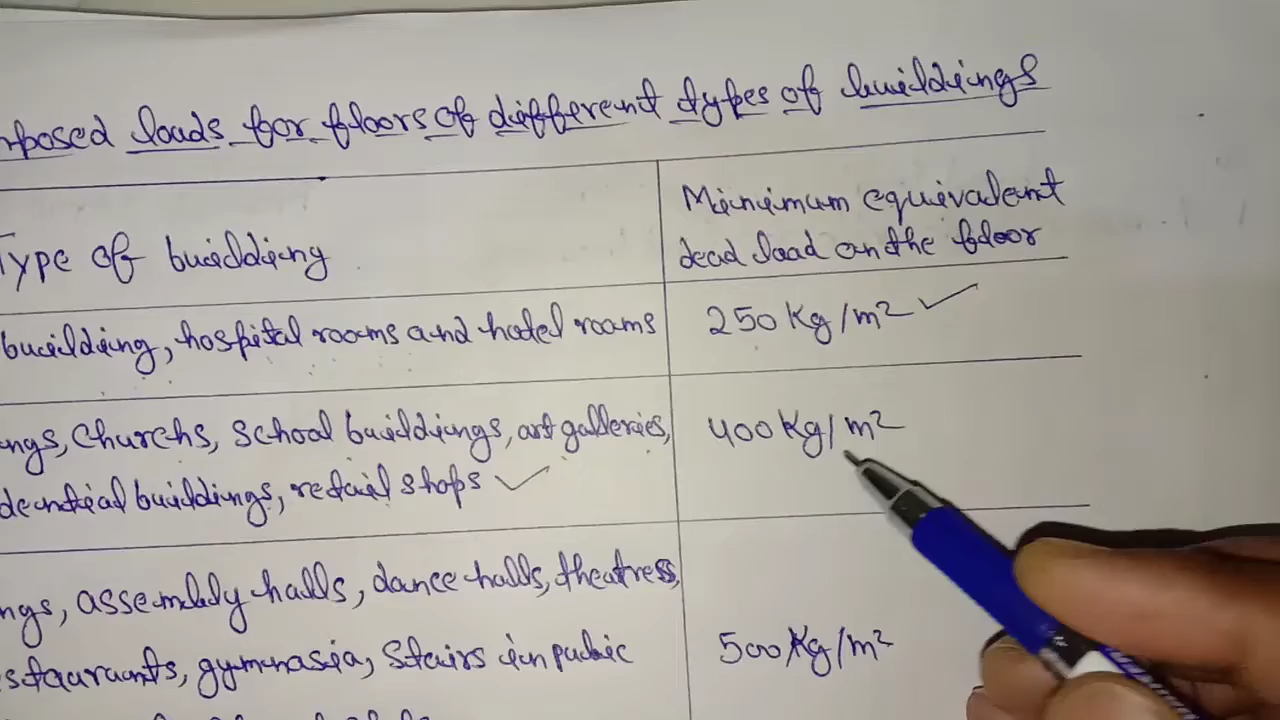 mposed loads for floors of different types of buildings
Type of building
Minimum equivalent
dead load on the floor
building, hospital rooms and hotel rooms
250 Kg/m²
ngs, churchs, school buildings, art galleries,
dential buildings, retail shops
400 Kg/m²
ngs, assembly halls, dance halls, theatress,
staurants, gymnasia, stairs in public
500 Kg/m²